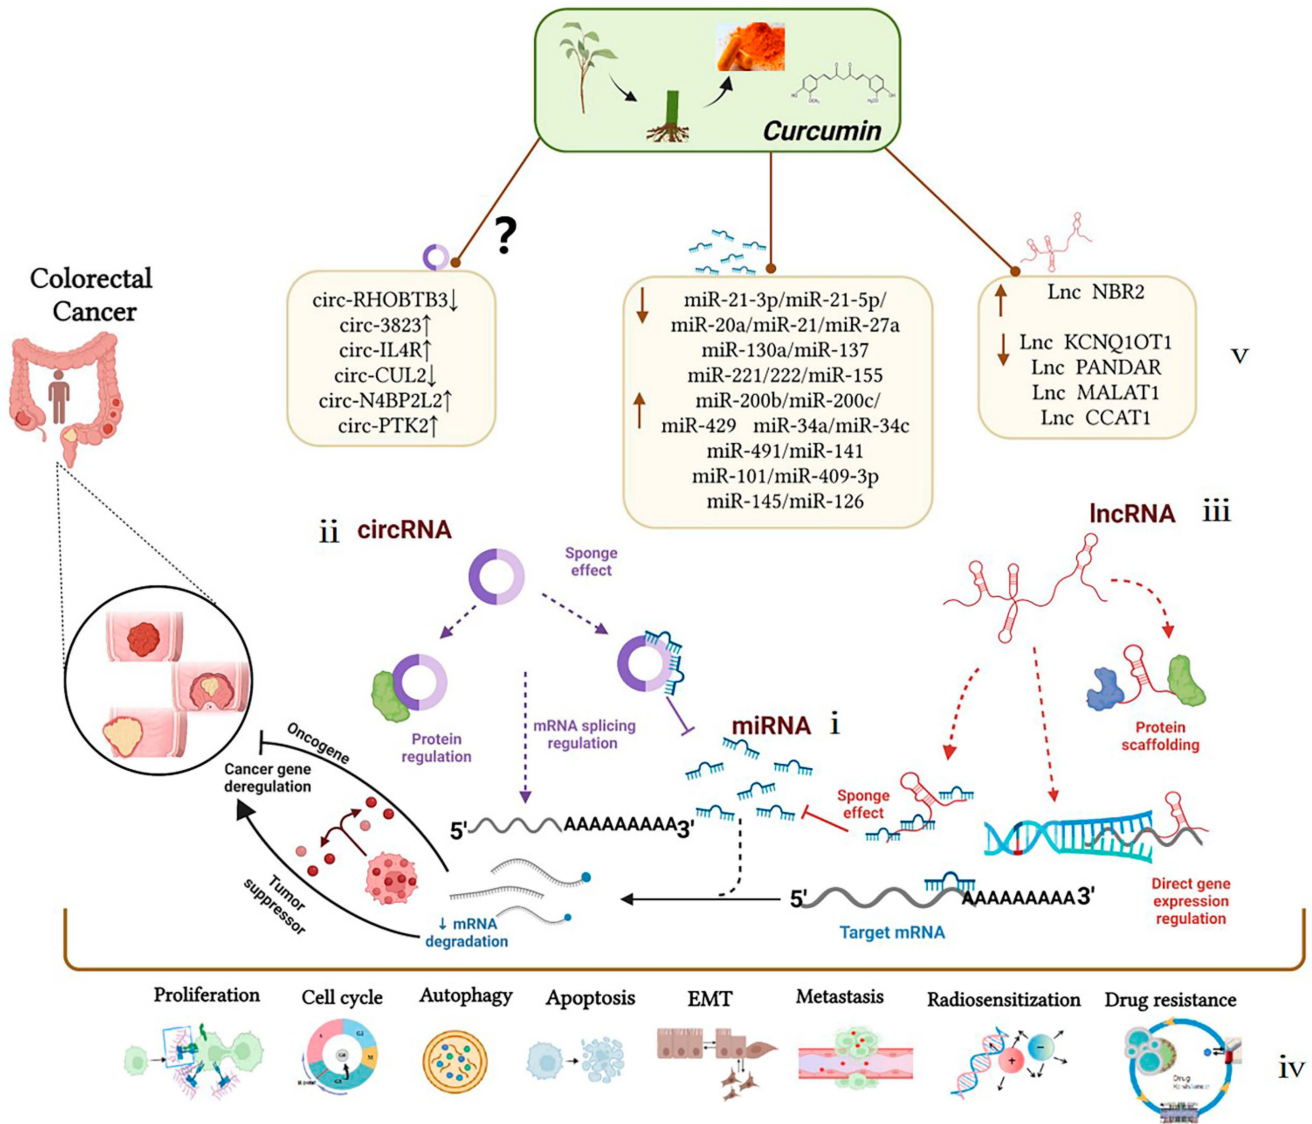 Curcumin
?
Colorectal
Cancer
circ-RHOBTB3↓
circ-3823↑
circ-IL4R↑
circ-CUL2↓
circ-N4BP2L2↑
circ-PTK2↑
miR-21-3p/miR-21-5p/
miR-20a/miR-21/miR-27a
miR-130a/miR-137
miR-221/222/miR-155
miR-200b/miR-200c/
miR-429 miR-34a/miR-34c
miR-491/miR-141
miR-101/miR-409-3p
miR-145/miR-126
Lnc NBR2
Lnc KCNQ1OT1
Lnc PANDAR
Lnc MALAT1
Lnc CCAT1
v
ii circRNA
Sponge
effect
lncRNA iii
Protein
regulation
mRNA splicing
regulation
miRNA i
Protein
scaffolding
Oncogene
Cancer gene
deregulation
Sponge
effect
5' AAAAAAAAA3'
Tumor
suppressor
↓ mRNA
degradation
5' AAAAAAAAA3'
Target mRNA
Direct gene
expression
regulation
Proliferation
Cell cycle
Autophagy
Apoptosis
EMT
Metastasis
Radiosensitization
Drug resistance
G2
M
+
−
Drug
iv